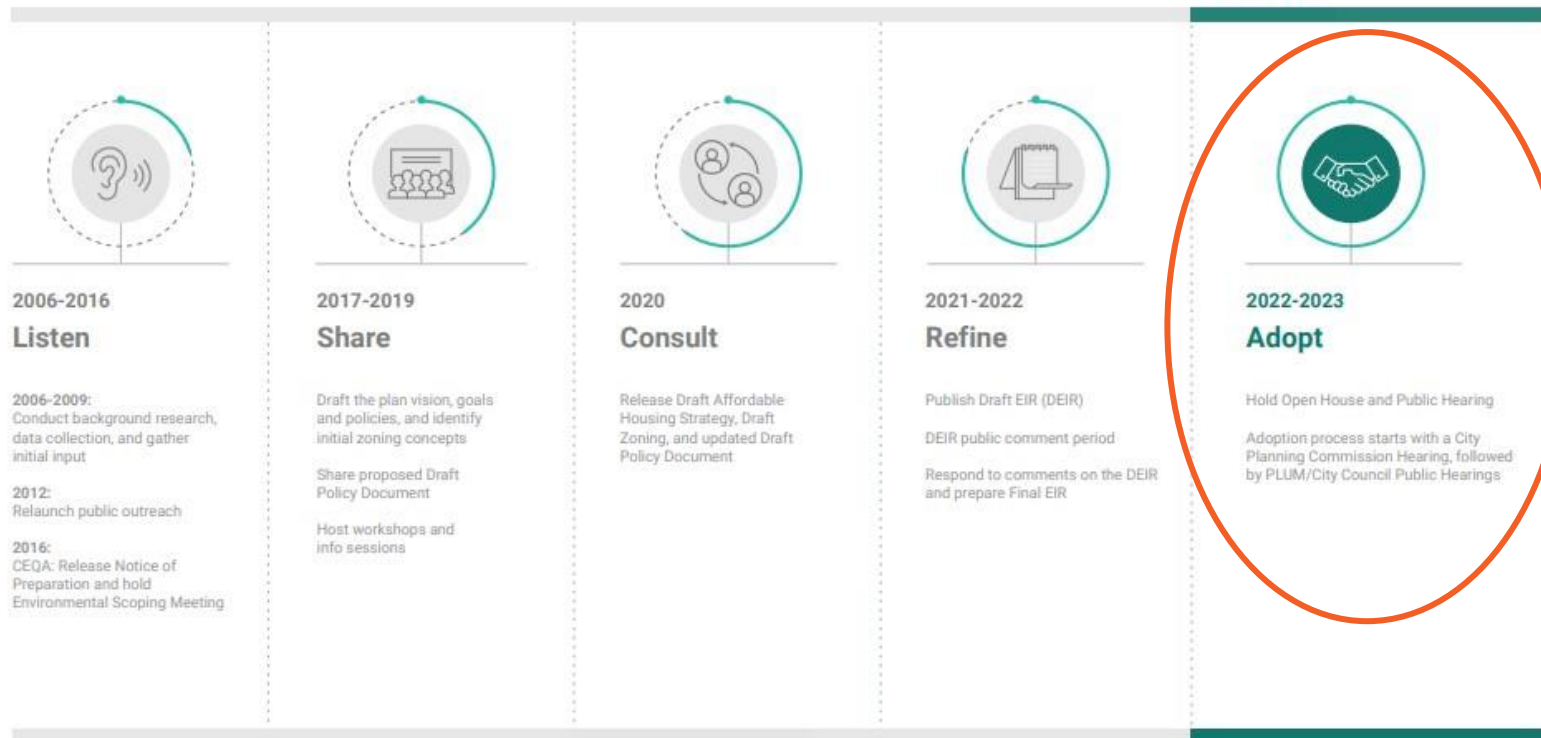 2006-2016
Listen
2006-2009:
Conduct background research,
data collection, and gather
initial input
2012:
Relaunch public outreach
2016:
CEQA: Release Notice of
Preparation and hold
Environmental Scoping Meeting
2017-2019
Share
Draft the plan vision, goals
and policies, and identify
initial zoning concepts
Share proposed Draft
Policy Document
Host workshops and
info sessions
2020
Consult
Release Draft Affordable
Housing Strategy, Draft
Zoning, and updated Draft
Policy Document
2021-2022
Refine
Publish Draft EIR (DEIR)
DEIR public comment period
Respond to comments on the DEIR
and prepare Final EIR
2022-2023
Adopt
Hold Open House and Public Hearing
Adoption process starts with a City
Planning Commission Hearing, followed
by PLUM/City Council Public Hearings